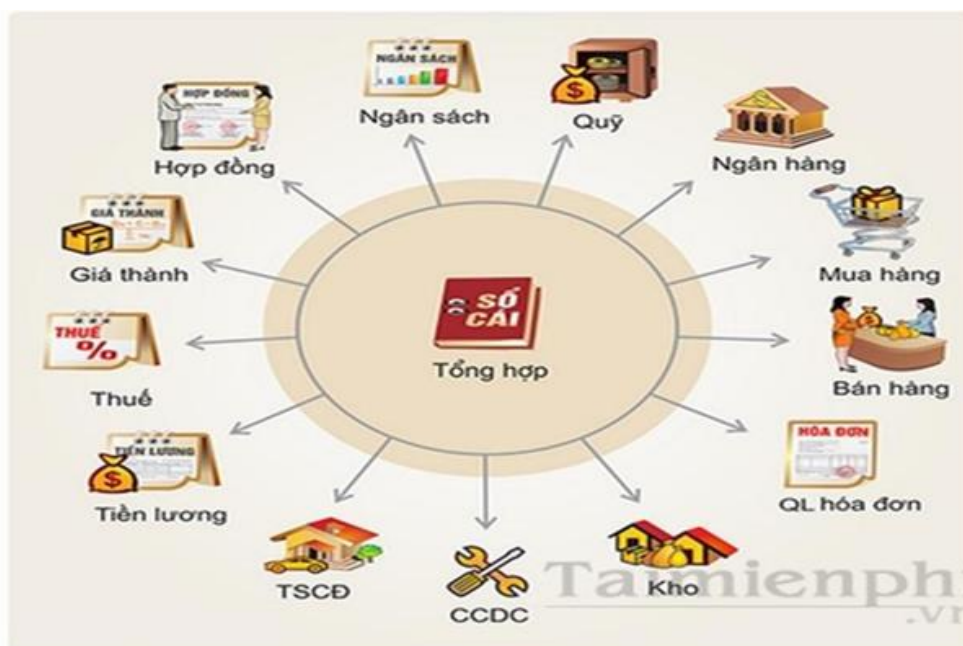 NGÂN SÁCH
Ngân sách
Quỹ
HỢP ĐỒNG
Hợp đồng
Ngân hàng
GIÁ THÀNH
Giá thành
Mua hàng
SỔ
CÁI
Tổng hợp
THUẾ
%
Thuế
Bán hàng
TIỀN LƯƠNG
Tiền lương
HÓA ĐƠN
QL hóa đơn
TSCĐ
CCDC
Kho
Taimienphi
.vn